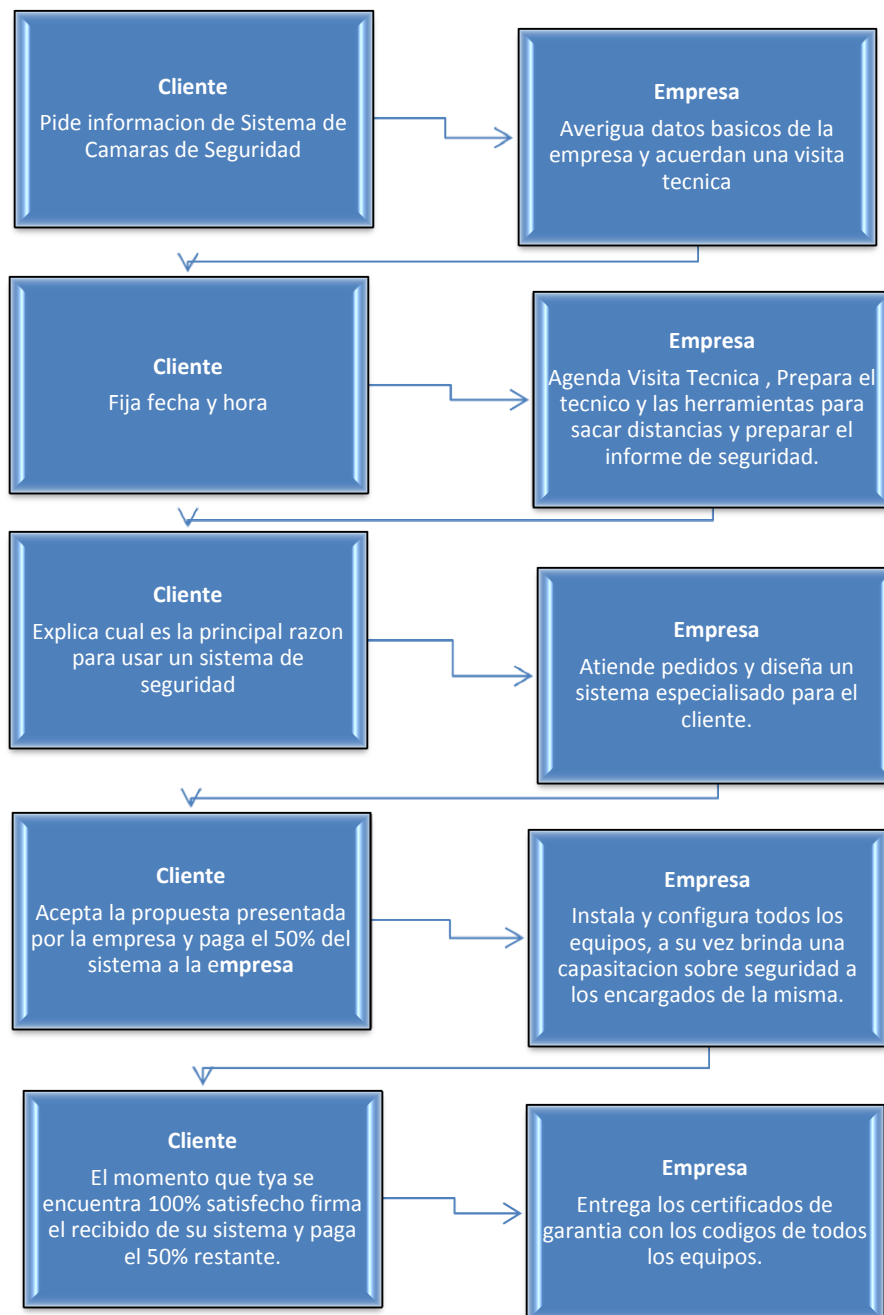 Cliente
Pide informacion de Sistema de
Camaras de Seguridad
Empresa
Averigua datos basicos de la
empresa y acuerdan una visita
tecnica
Cliente
Fija fecha y hora
Empresa
Agenda Visita Tecnica , Prepara el
tecnico y las herramientas para
sacar distancias y preparar el
informe de seguridad.
Cliente
Explica cual es la principal razon
para usar un sistema de
seguridad
Empresa
Atiende pedidos y diseña un
sistema especialisado para el
cliente.
Cliente
Acepta la propuesta presentada
por la empresa y paga el 50% del
sistema a la empresa
Empresa
Instala y configura todos los
equipos, a su vez brinda una
capasitacion sobre seguridad a
los encargados de la misma.
Cliente
El momento que tya se
encuentra 100% satisfecho firma
el recibido de su sistema y paga
el 50% restante.
Empresa
Entrega los certificados de
garantia con los codigos de todos
los equipos.